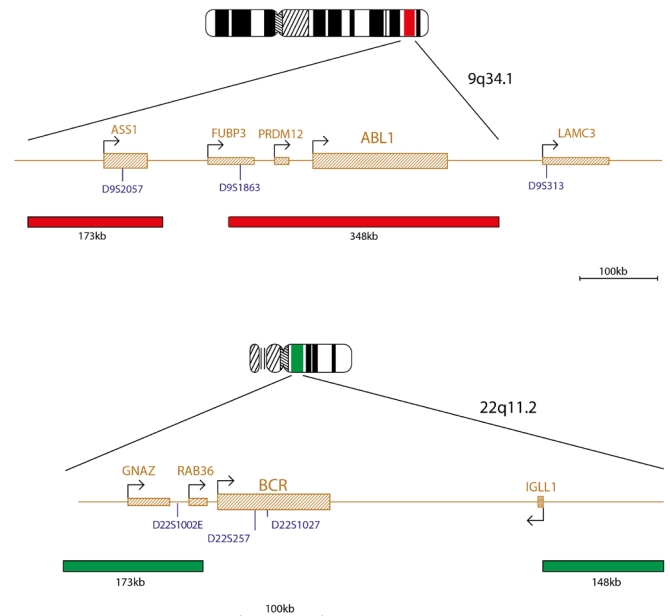 9q34.1
ASS1
FUBP3
PRDM12
ABL1
LAMC3
D9S2057
D9S1863
D9S313
173kb
348kb
100kb
22q11.2
GNAZ
RAB36
BCR
IGLL1
D22S1002E
D22S257
D22S1027
173kb
148kb
100kb